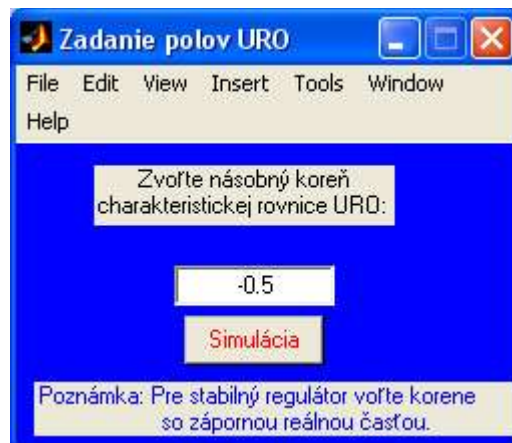 Zadanie polov URO
File Edit View Insert Tools Window
Help
Zvoľte násobný koreň
charakteristickej rovnice URO:
-0.5
Simulácia
Poznámka: Pre stabilný regulátor voľte korene
so zápornou reálnou časťou.